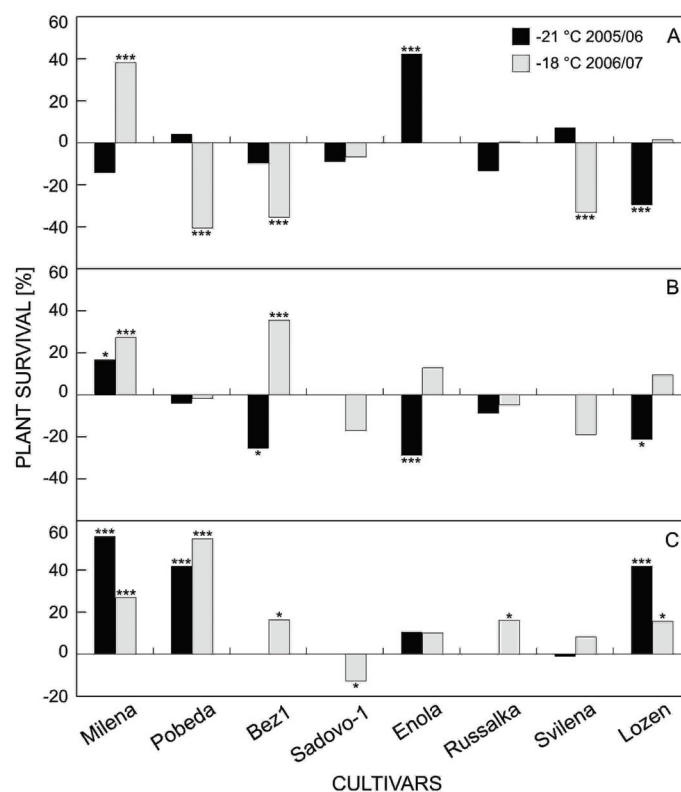 60
40
20
0
-20
-40
A
-21 °C 2005/06
-18 °C 2006/07
***
***
***
***
***
***
60
40
20
0
-20
-40
B
*
***
***
*
***
*
60
40
20
0
-20
C
***
***
***
***
*
*
*
***
*
PLANT SURVIVAL [%]
Milena
Pobeda
Bez1
Sadovo-1
Enola
Russalka
Svilena
Lozen
CULTIVARS